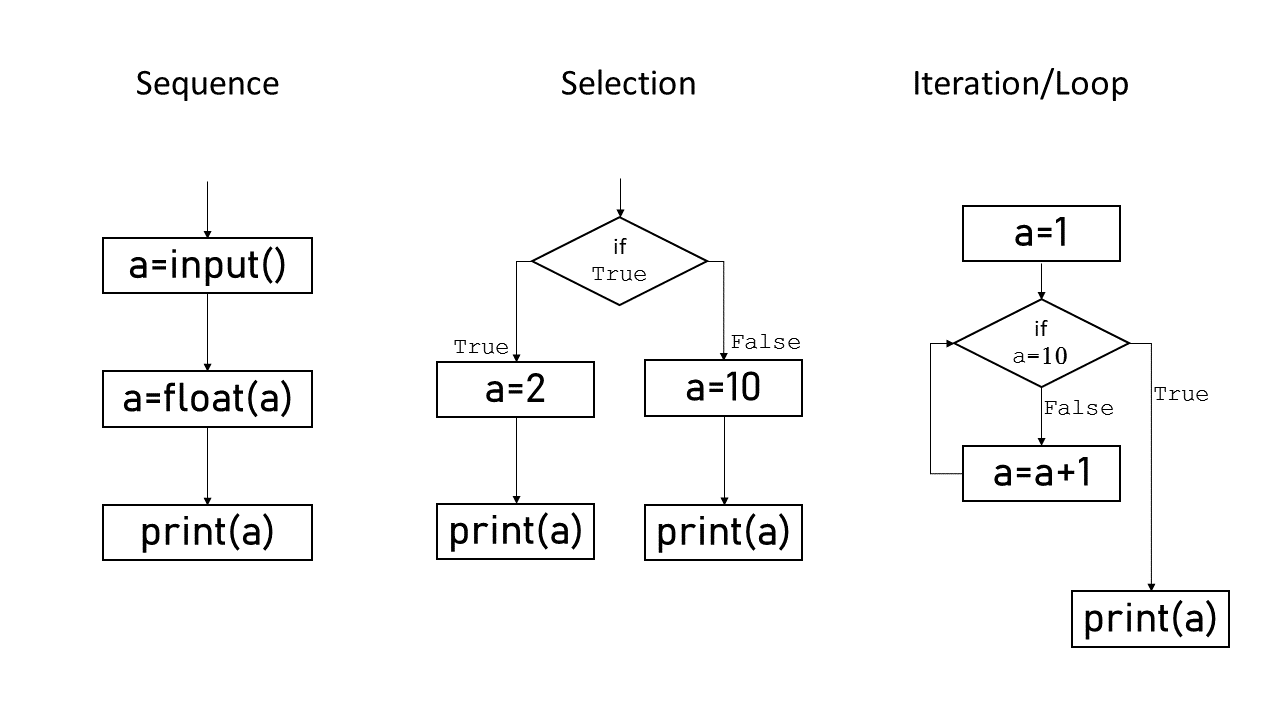 Sequence
a=input()
a=float(a)
print(a)
Selection
if
True
True
False
a=2
a=10
print(a)
print(a)
Iteration/Loop
a=1
if
a=10
False
True
a=a+1
print(a)